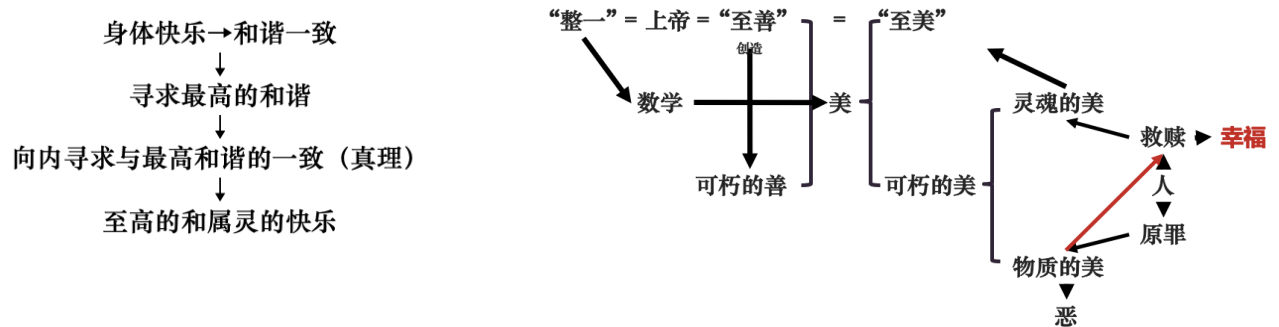 身体快乐→和谐一致
寻求最高的和谐
向内寻求与最高和谐的一致（真理）
至高的和属灵的快乐
“整一” = 上帝 = “至善” = “至美”
创造
数学
美
灵魂的美
救赎
幸福
可朽的善
可朽的美
人
原罪
物质的美
恶